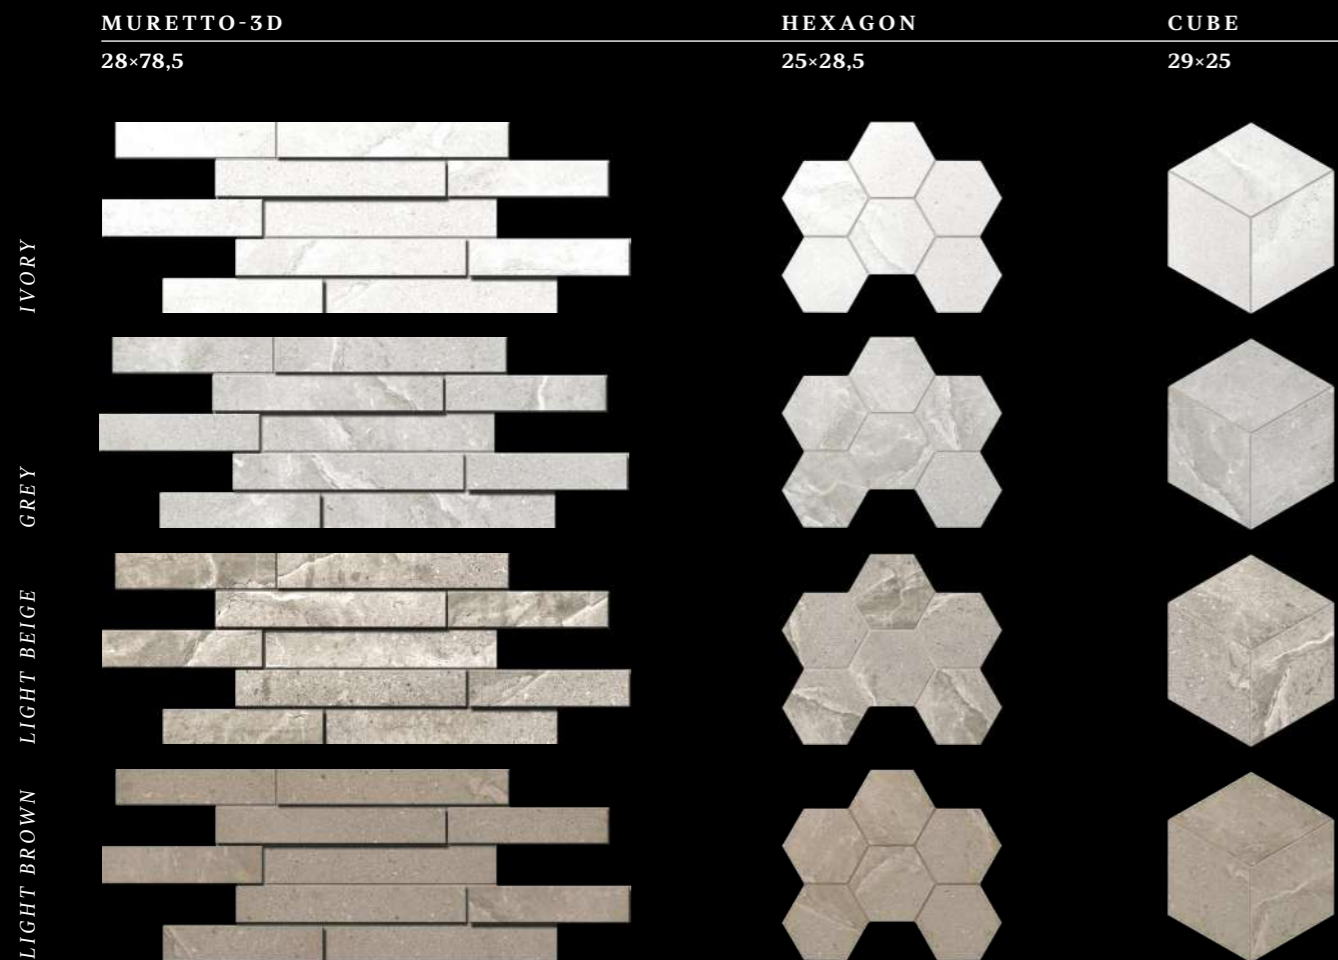 MURETTO-3D
HEXAGON
CUBE
28×78,5
25×28,5
29×25
IVORY
GREY
LIGHT BEIGE
LIGHT BROWN